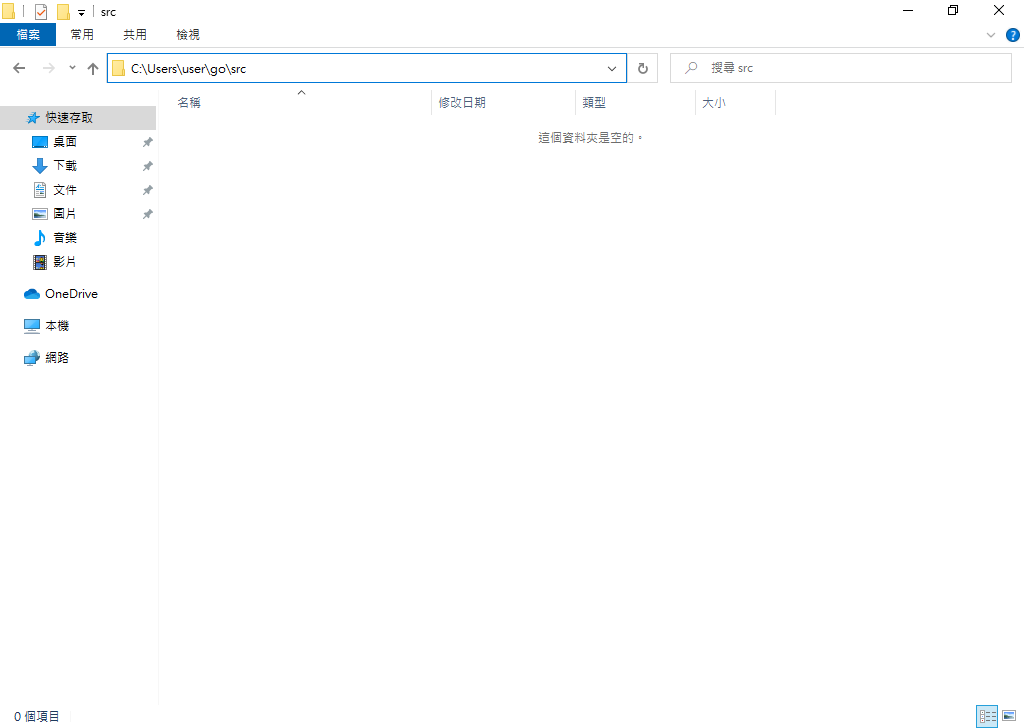 src
檔案 常用 共用 檢視 ?
C:\Users\user\go\src 搜尋 src
名稱 修改日期 類型 大小
這個資料夾是空的。
快速存取
桌面
下載
文件
圖片
音樂
影片
OneDrive
本機
網路
0 個項目